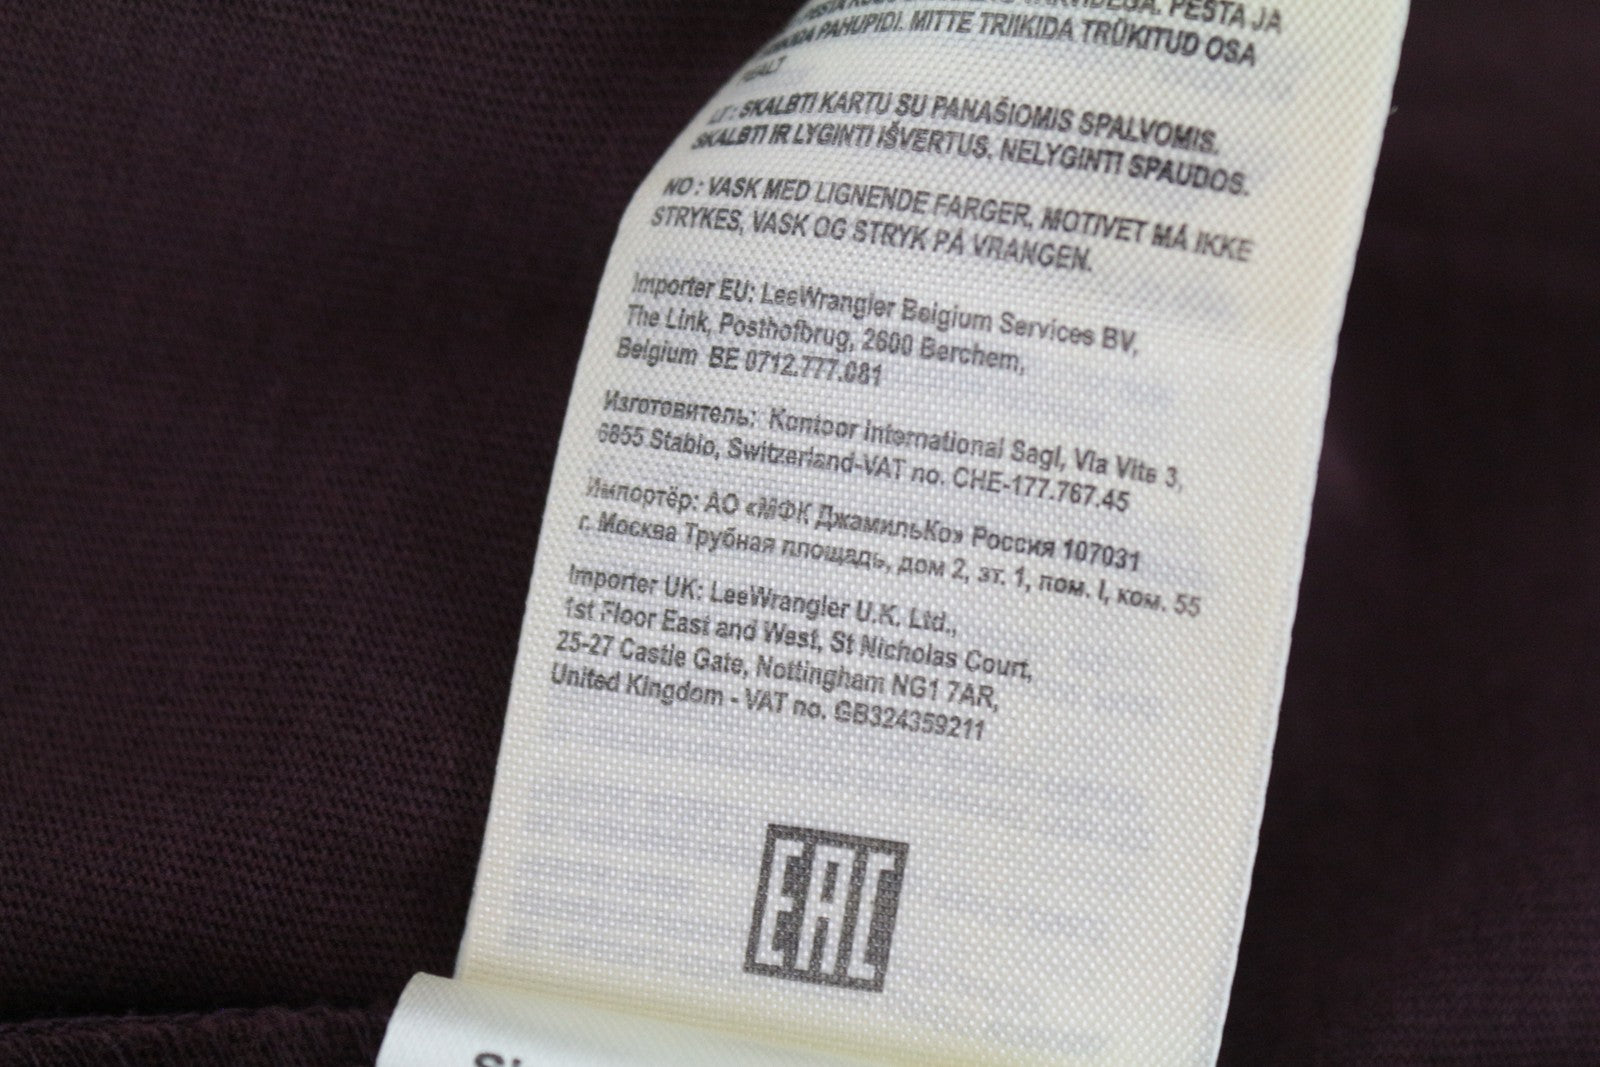 PESTA JA
PAHUPIDI. MITTE TRIIKIDA TRÜKITUD OSA
LT : SKALBTI KARTU SU PANAŠIOMIS SPALVOMIS.
SKALBTI IR LYGINTI IŠVERTUS. NELYGINTI SPAUDOS.
NO : VASK MED LIGNENDE FARGER, MOTIVET MÅ IKKE
STRYKES, VASK OG STRYK PÅ VRANGEN.
Importer EU: LeeWrangler Belgium Services BV,
The Link, Posthofbrug, 2600 Berchem,
Belgium BE 0712.777.081
Изготовитель: Kontoor International Sagl, Via Vite 3,
6855 Stabio, Switzerland-VAT no. CHE-177.767.45
Импортёр: АО «МФК ДжамильКо» Россия 107031
г. Москва Трубная площадь, дом 2, эт. 1, пом. I, ком. 55
Importer UK: LeeWrangler U.K. Ltd.,
1st Floor East and West, St Nicholas Court,
25-27 Castle Gate, Nottingham NG1 7AR,
United Kingdom - VAT no. GB324359211
EAC